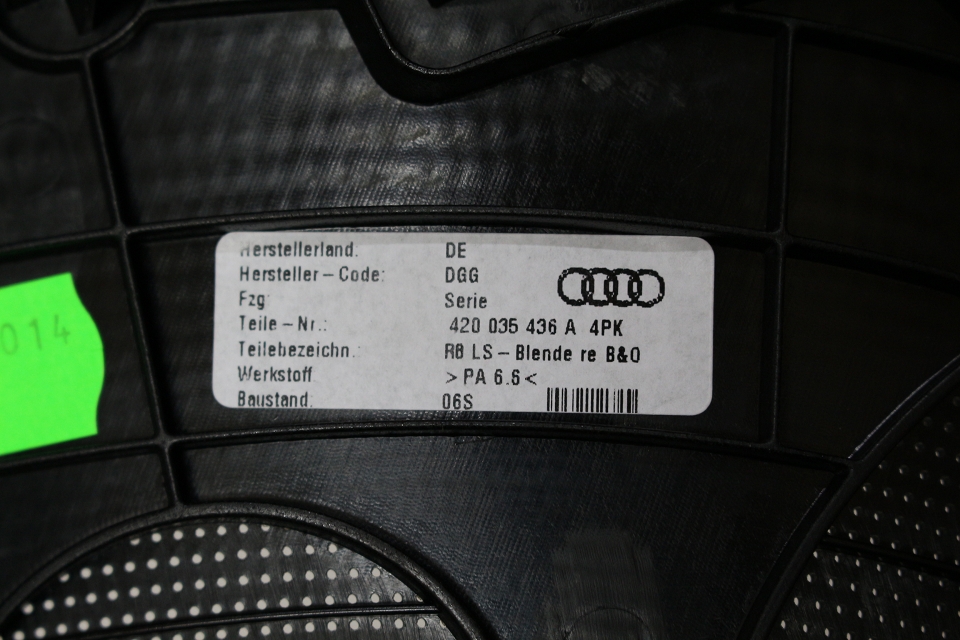 Herstellerland: DE
Hersteller-Code: DGG
Fzg: Serie
Teile-Nr.: 420 035 436 A 4PK
Teilebezeichn.: R8 LS-Blende re B&O
Werkstoff >PA 6.6<
Baustand: 06S
014